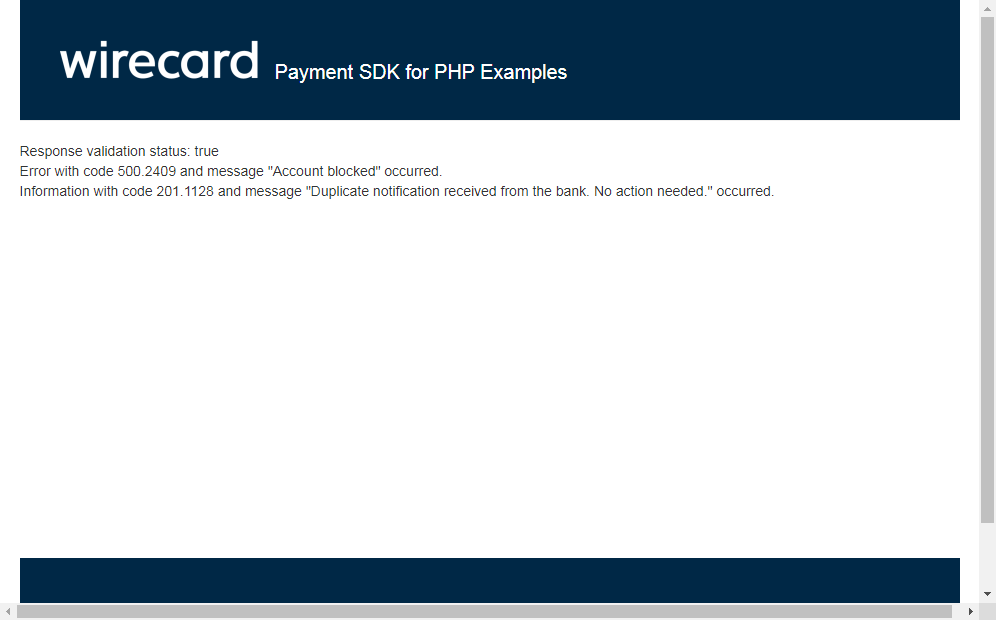 wirecard Payment SDK for PHP Examples
Response validation status: true
Error with code 500.2409 and message "Account blocked" occurred.
Information with code 201.1128 and message "Duplicate notification received from the bank. No action needed." occurred.